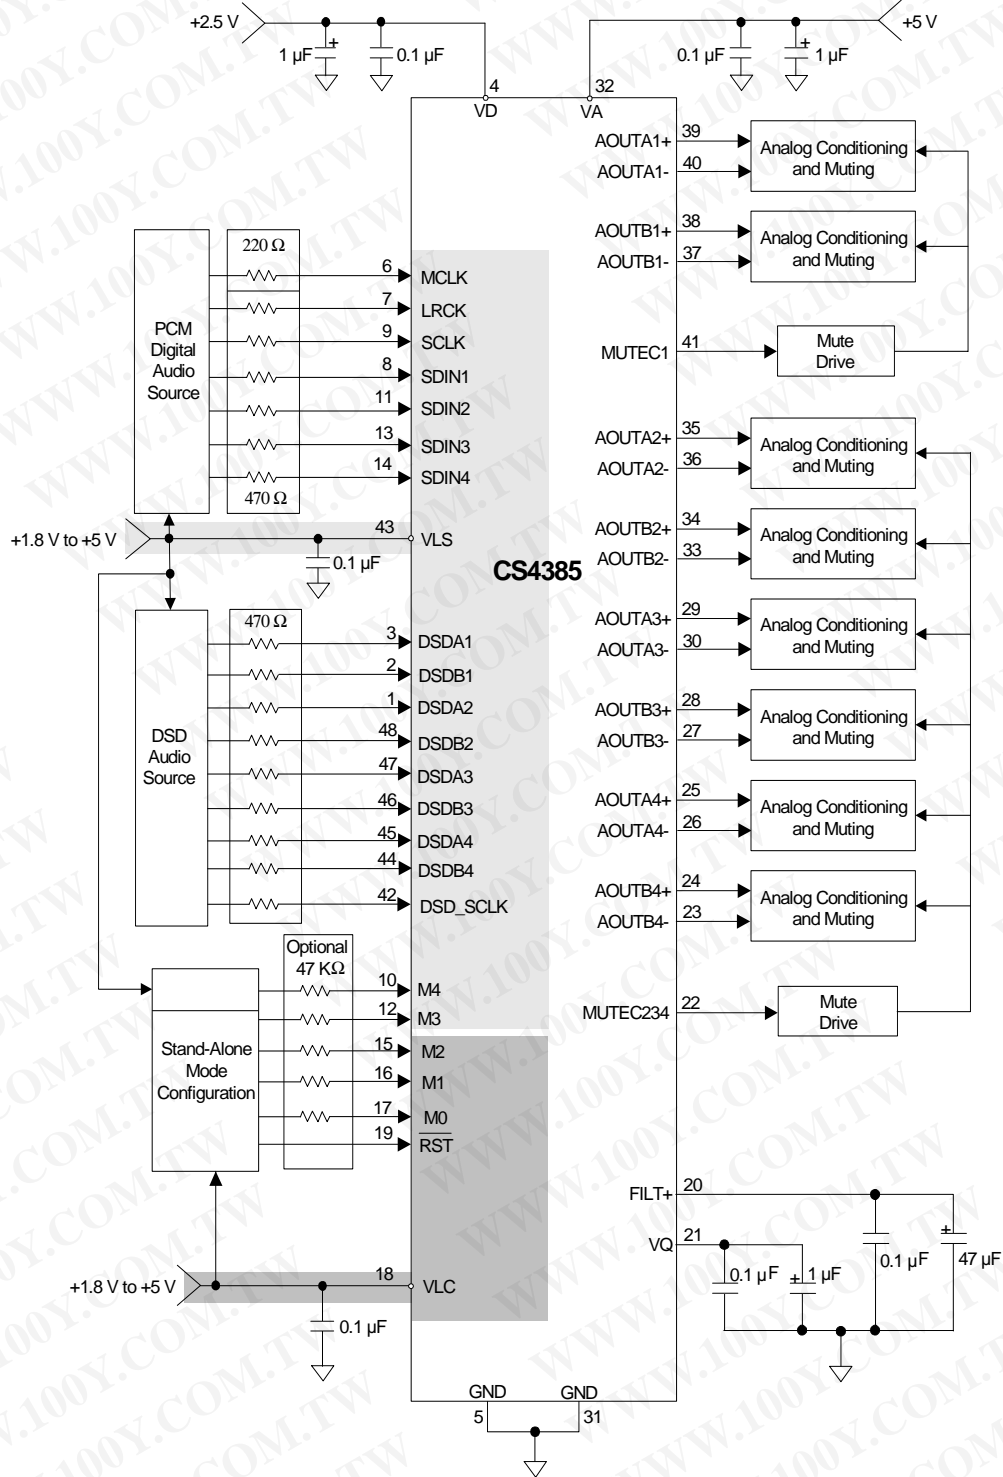 +2.5 V
+5 V
1 µF
+
0.1 µF
0.1 µF
+
1 µF
4
32
VD
VA
AOUTA1+
39
AOUTA1-
40
Analog Conditioning
and Muting
AOUTB1+
38
AOUTB1-
37
Analog Conditioning
and Muting
MUTEC1
41
Mute
Drive
PCM
Digital
Audio
Source
220 Ω
470 Ω
6
MCLK
7
LRCK
9
SCLK
8
SDIN1
11
SDIN2
13
SDIN3
14
SDIN4
AOUTA2+
35
AOUTA2-
36
Analog Conditioning
and Muting
+1.8 V to +5 V
43
VLS
0.1 µF
CS4385
AOUTB2+
34
AOUTB2-
33
Analog Conditioning
and Muting
AOUTA3+
29
AOUTA3-
30
Analog Conditioning
and Muting
DSD
Audio
Source
470 Ω
3
DSDA1
2
DSDB1
1
DSDA2
48
DSDB2
47
DSDA3
46
DSDB3
45
DSDA4
44
DSDB4
42
DSD_SCLK
AOUTB3+
28
AOUTB3-
27
Analog Conditioning
and Muting
AOUTA4+
25
AOUTA4-
26
Analog Conditioning
and Muting
AOUTB4+
24
AOUTB4-
23
Analog Conditioning
and Muting
MUTEC234
22
Mute
Drive
Optional
47 KΩ
Stand-Alone
Mode
Configuration
10
M4
12
M3
15
M2
16
M1
17
M0
19
RST
FILT+
20
VQ
21
0.1 µF
+
1 µF
0.1 µF
+
47 µF
+1.8 V to +5 V
18
VLC
0.1 µF
GND
GND
5
31
WWW.100Y.COM.TW